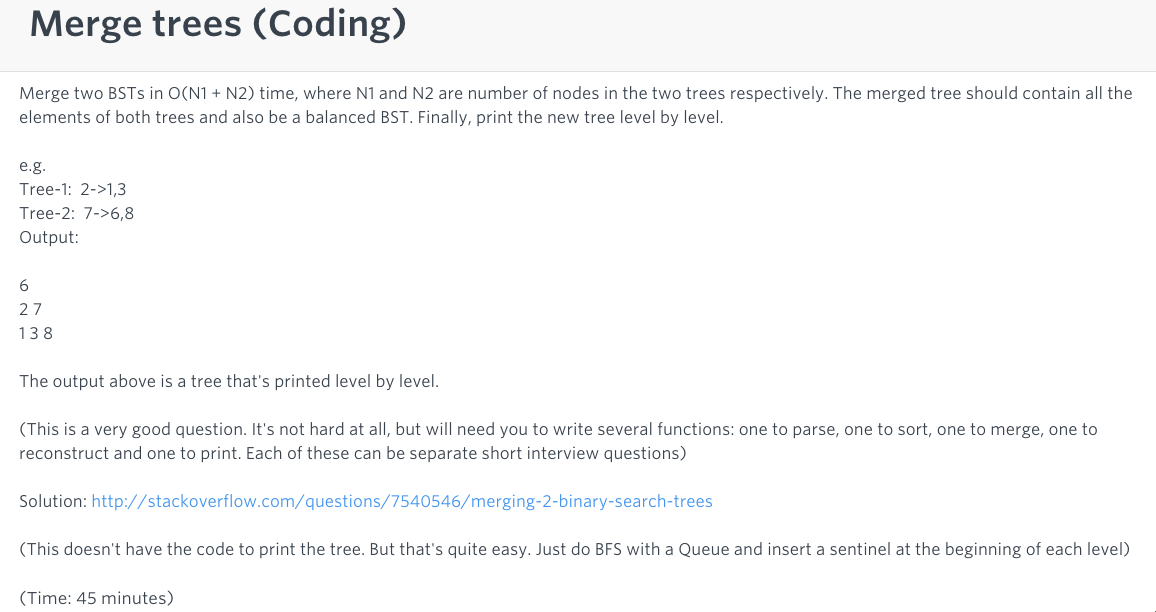 Merge trees (Coding)
Merge two BSTs in O(N1 + N2) time, where N1 and N2 are number of nodes in the two trees respectively. The merged tree should contain all the
elements of both trees and also be a balanced BST. Finally, print the new tree level by level.
e.g.
Tree-1:  2->1,3
Tree-2:  7->6,8
Output:
6
2 7
1 3 8
The output above is a tree that's printed level by level.
(This is a very good question. It's not hard at all, but will need you to write several functions: one to parse, one to sort, one to merge, one to
reconstruct and one to print. Each of these can be separate short interview questions)
Solution: http://stackoverflow.com/questions/7540546/merging-2-binary-search-trees
(This doesn't have the code to print the tree. But that's quite easy. Just do BFS with a Queue and insert a sentinel at the beginning of each level)
(Time: 45 minutes)